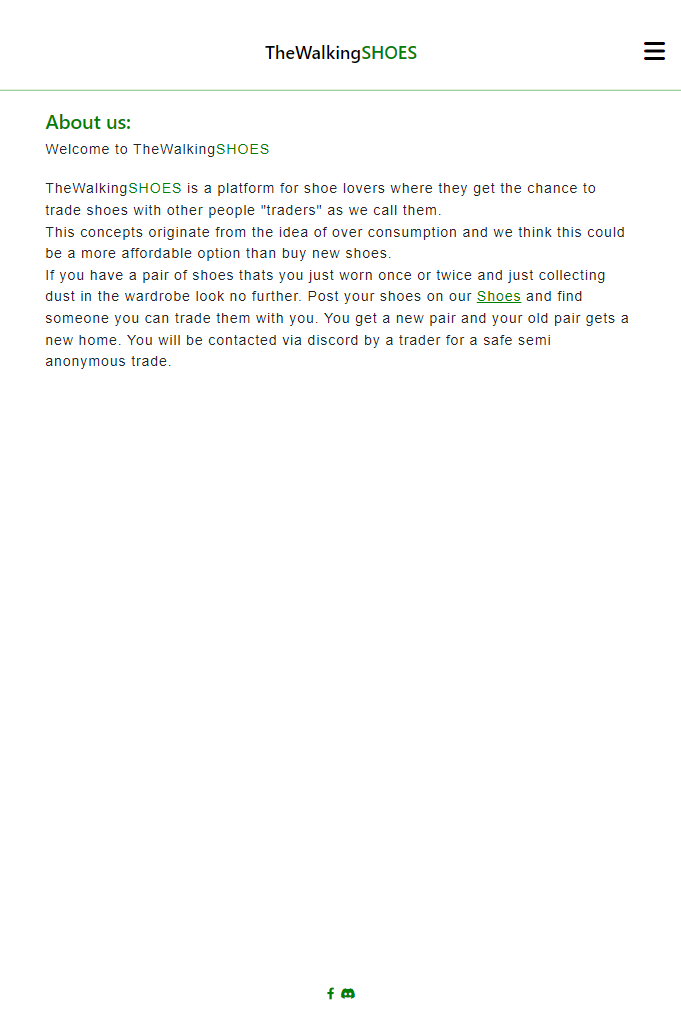 TheWalkingSHOES
About us:
Welcome to TheWalkingSHOES
TheWalkingSHOES is a platform for shoe lovers where they get the chance to
trade shoes with other people "traders" as we call them.
This concepts originate from the idea of over consumption and we think this could
be a more affordable option than buy new shoes.
If you have a pair of shoes thats you just worn once or twice and just collecting
dust in the wardrobe look no further. Post your shoes on our Shoes and find
someone you can trade them with you. You get a new pair and your old pair gets a
new home. You will be contacted via discord by a trader for a safe semi
anonymous trade.